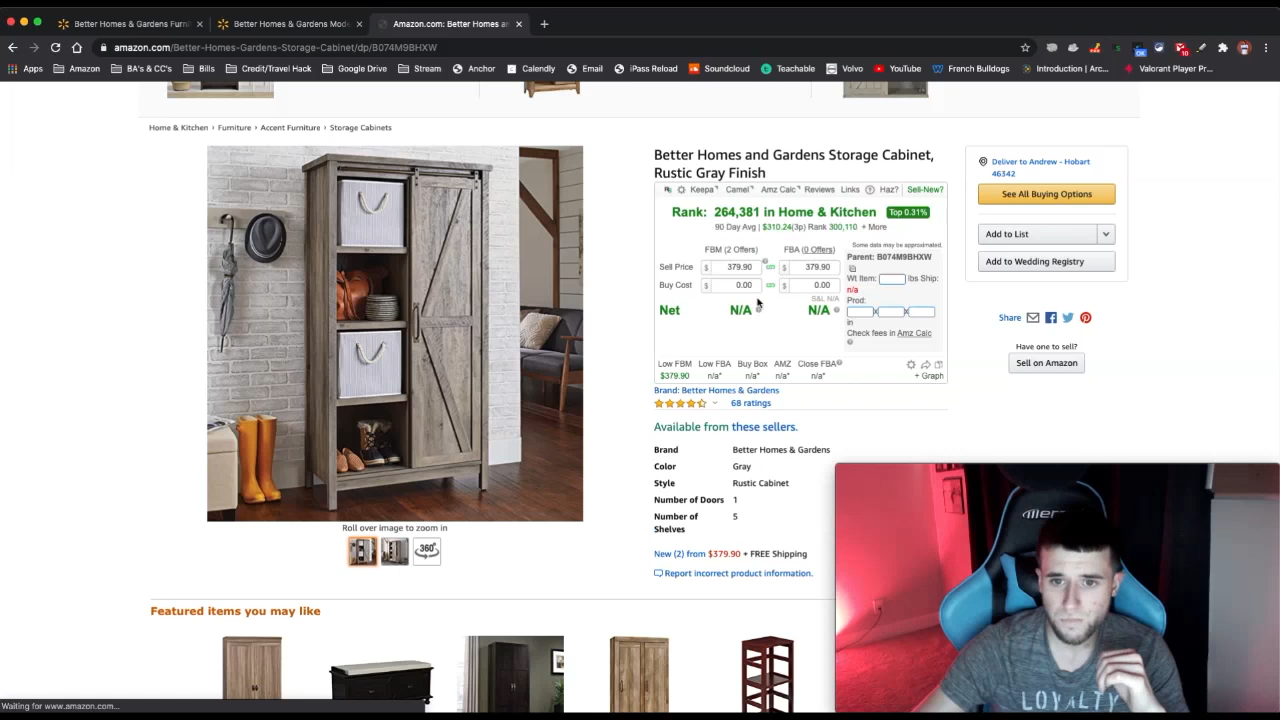 Better Homes & Gardens Furni
Better Homes & Gardens Mode
Amazon.com: Better Homes a
amazon.com/Better-Homes-Gardens-Storage-Cabinet/dp/B074M9BHXW
Apps Amazon BA's & CC's Bills Credit/Travel Hack Google Drive Stream Anchor Calendly Email iPass Reload Soundcloud Teachable Volvo YouTube French Bulldogs Introduction | Arc... Valorant Player Pr...
Home & Kitchen › Furniture › Accent Furniture › Storage Cabinets
Better Homes and Gardens Storage Cabinet,
Rustic Gray Finish
Keepa Camel Amz Calc Reviews Links Haz? Sell-New?
Rank: 264,381 in Home & Kitchen Top 0.31%
90 Day Avg | $310.24(3p) Rank 300,110 + More
Some data may be approximated.
FBM (2 Offers) FBA (0 Offers)
Parent: B074M9BHXW
Sell Price $ 379.90 $ 379.90
Wt Item: lbs Ship:
n/a
Buy Cost $ 0.00 $ 0.00
S&L N/A
Prod:
Net N/A N/A
x x
in
Check fees in Amz Calc
Low FBM Low FBA Buy Box AMZ Close FBA
$379.90 n/a* n/a* n/a* n/a*
+ Graph
Brand: Better Homes & Gardens
68 ratings
Available from these sellers.
Brand Better Homes & Gardens
Color Gray
Style Rustic Cabinet
Number of Doors 1
Number of 5
Shelves
New (2) from $379.90 + FREE Shipping
Report incorrect product information.
Deliver to Andrew - Hobart
46342
See All Buying Options
Add to List
Add to Wedding Registry
Share
Have one to sell?
Sell on Amazon
Roll over image to zoom in
360°
Featured items you may like
Waiting for www.amazon.com...
LOYALTY